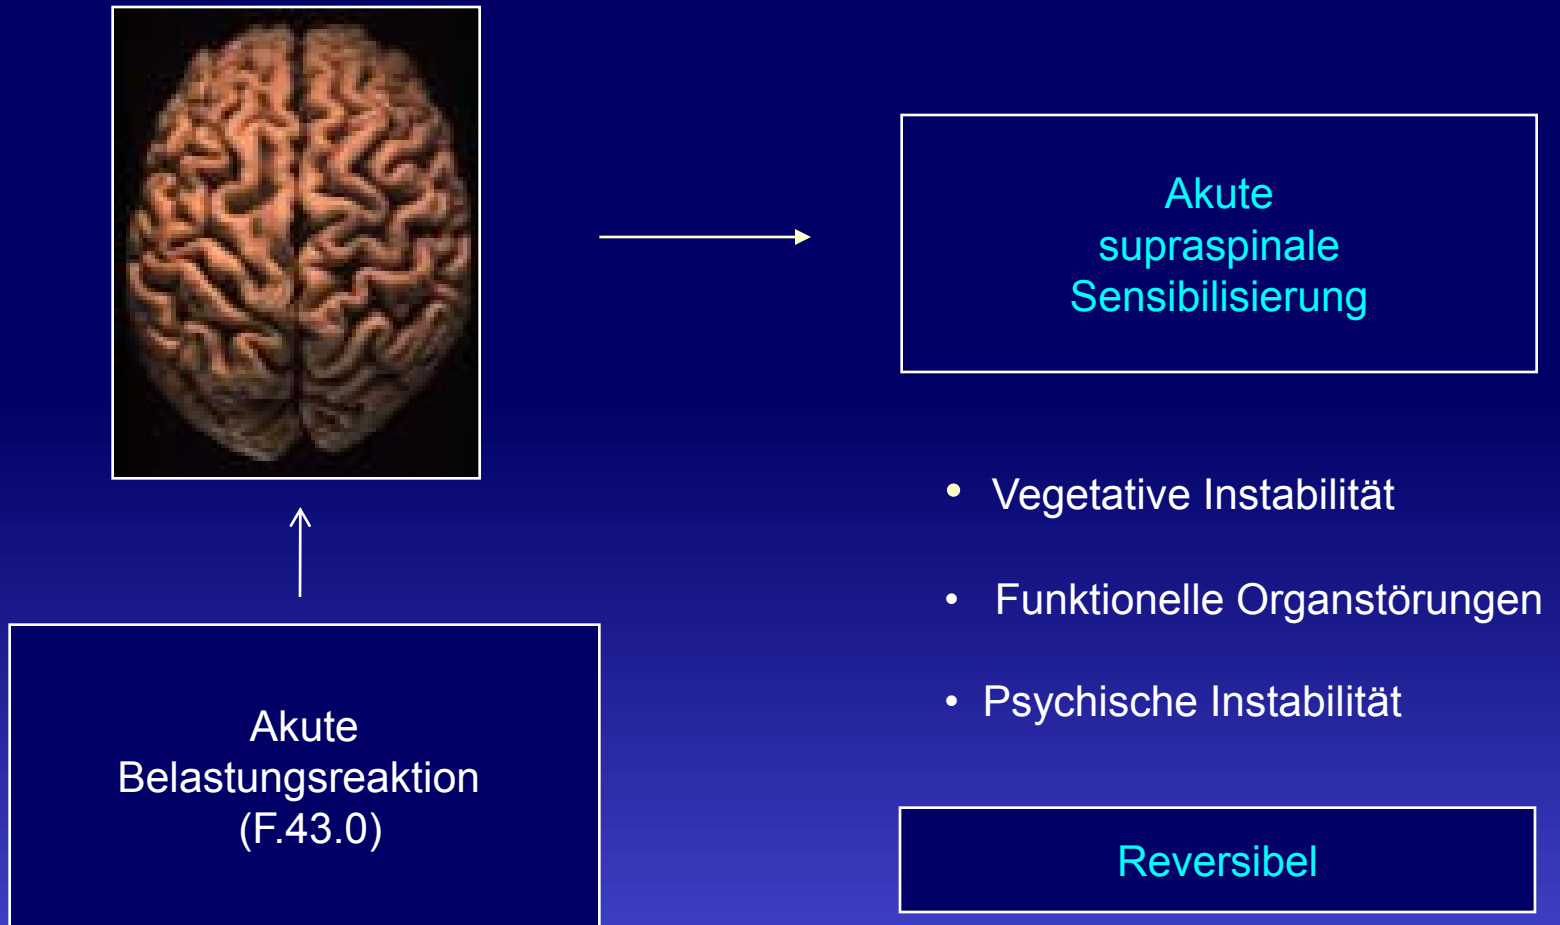 Akute
supraspinale
Sensibilisierung
• Vegetative Instabilität
• Funktionelle Organstörungen
• Psychische Instabilität
Akute
Belastungsreaktion
(F.43.0)
Reversibel